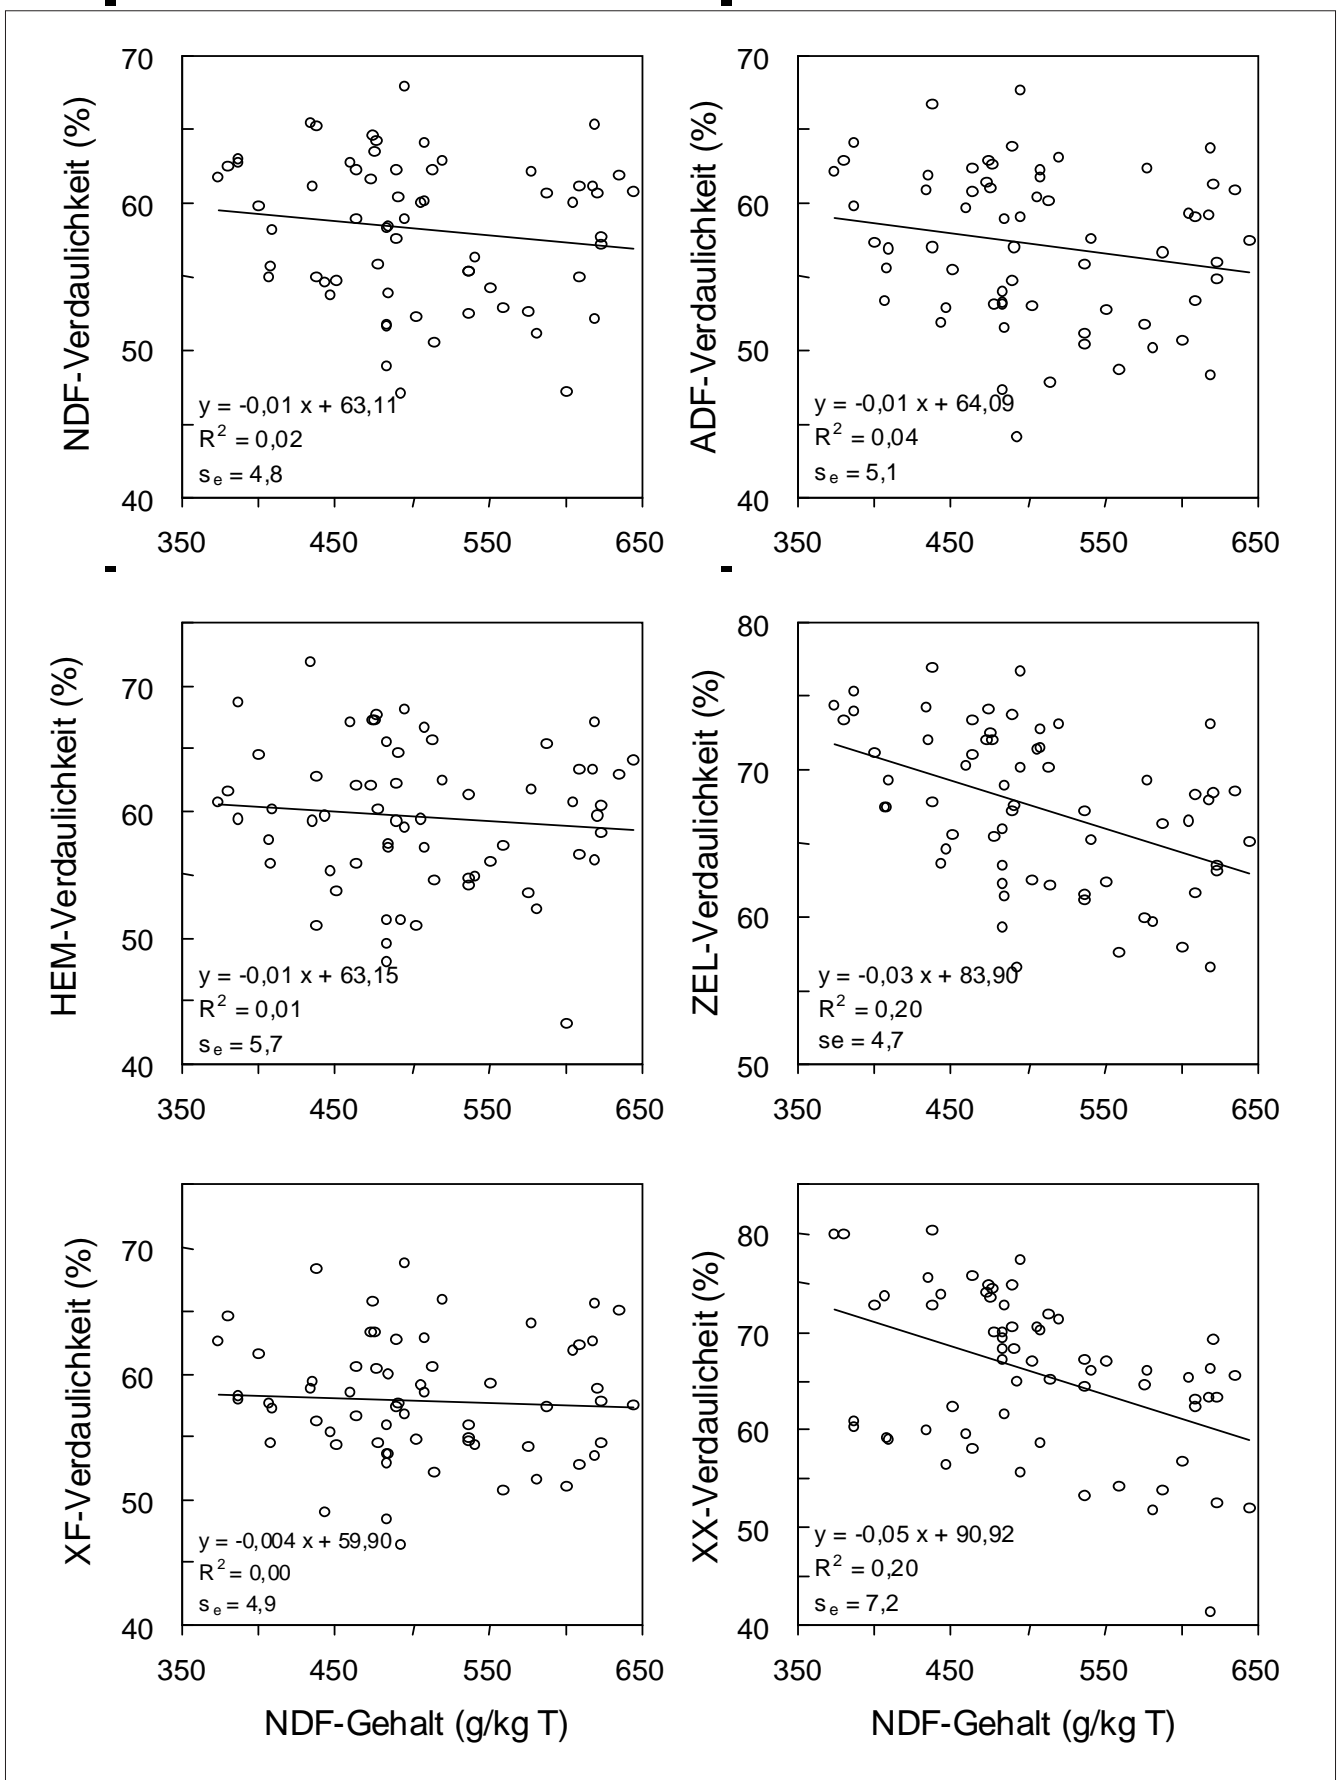 70
60
50
40
NDF-Verdaulichkeit (%)
y = -0,01 x + 63,11
R² = 0,02
s e = 4,8
350 450 550 650
70
60
50
40
ADF-Verdaulichkeit (%)
y = -0,01 x + 64,09
R² = 0,04
s e = 5,1
350 450 550 650
70
60
50
40
HEM-Verdaulichkeit (%)
y = -0,01 x + 63,15
R² = 0,01
s e = 5,7
350 450 550 650
80
70
60
50
ZEL-Verdaulichkeit (%)
y = -0,03 x + 83,90
R² = 0,20
se = 4,7
350 450 550 650
70
60
50
40
XF-Verdaulichkeit (%)
y = -0,004 x + 59,90
R² = 0,00
s e = 4,9
350 450 550 650
NDF-Gehalt (g/kg T)
80
70
60
50
40
XX-Verdaulicheit (%)
y = -0,05 x + 90,92
R² = 0,20
s e = 7,2
350 450 550 650
NDF-Gehalt (g/kg T)